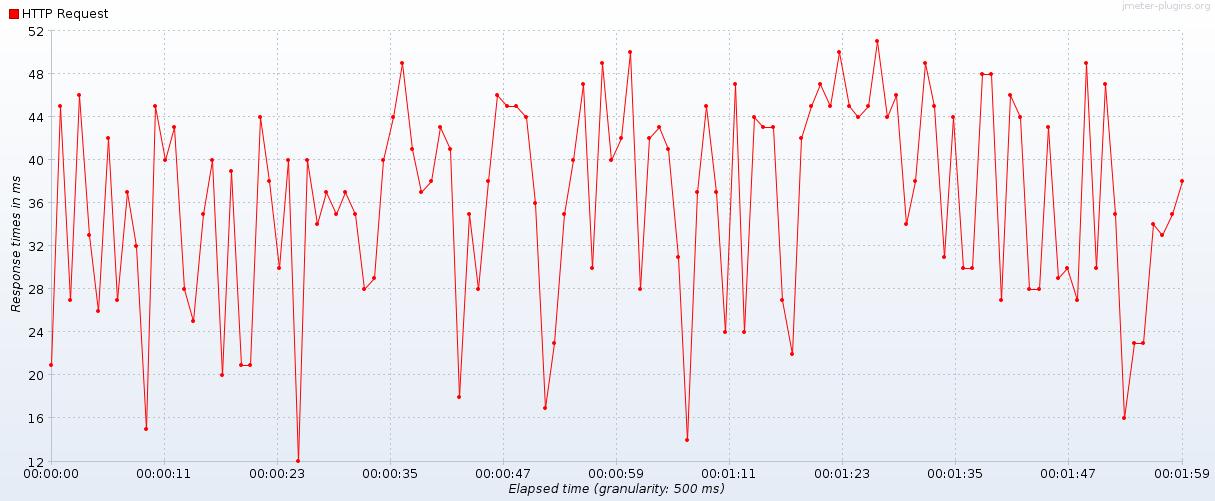 jmeter-plugins.org
HTTP Request
52
48
44
40
36
32
28
24
20
16
12
Response times in ms
00:00:00 00:00:11 00:00:23 00:00:35 00:00:47 00:00:59 00:01:11 00:01:23 00:01:35 00:01:47 00:01:59
Elapsed time (granularity: 500 ms)